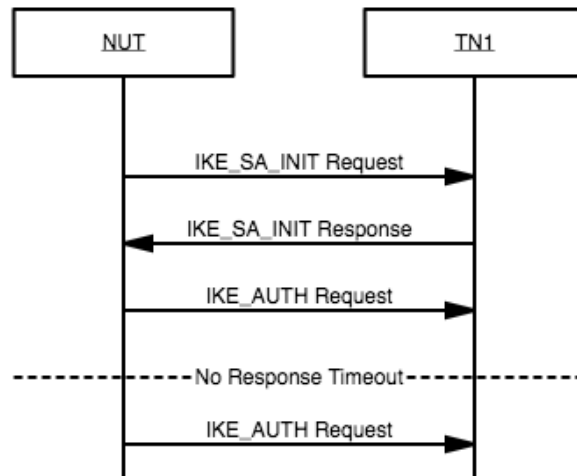 NUT
TN1
IKE_SA_INIT Request
IKE_SA_INIT Response
IKE_AUTH Request
No Response Timeout
IKE_AUTH Request